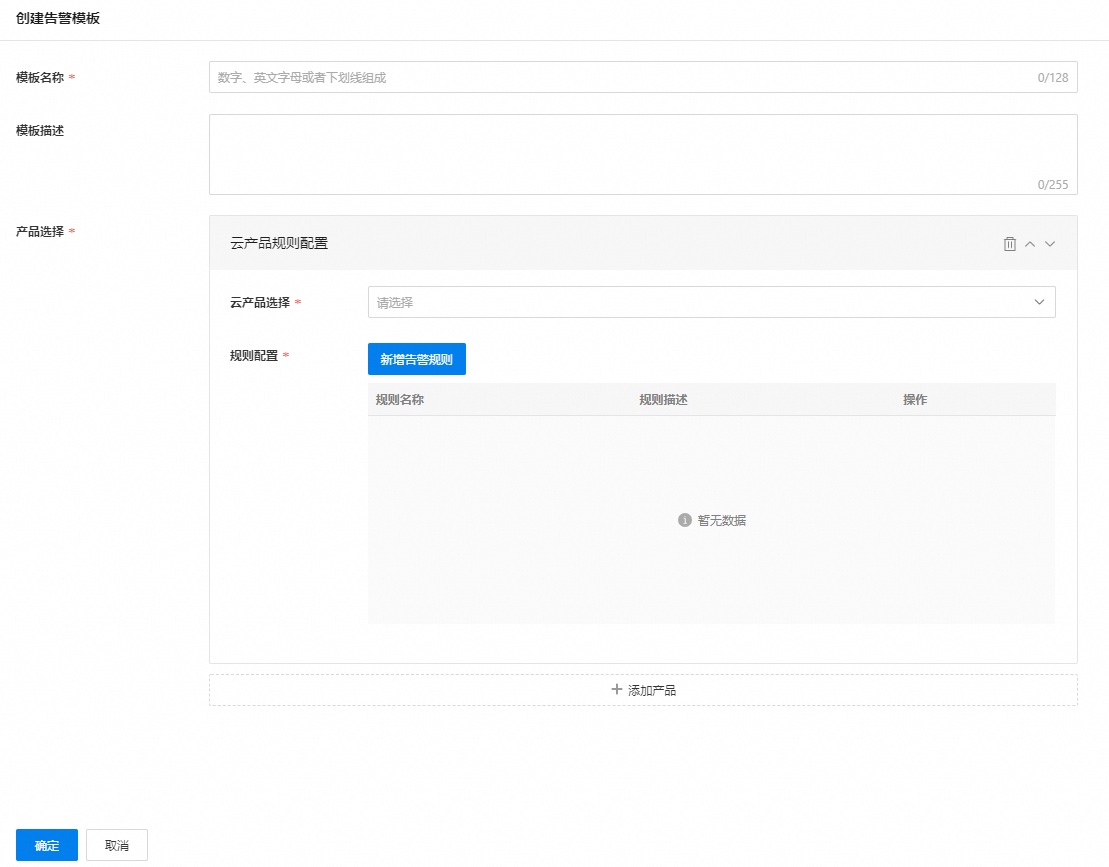 创建告警模板
模板名称 *
数字、英文字母或者下划线组成
0/128
模板描述
0/255
产品选择 *
云产品规则配置
云产品选择 *
请选择
规则配置 *
新增告警规则
规则名称 规则描述 操作
暂无数据
添加产品
确定 取消